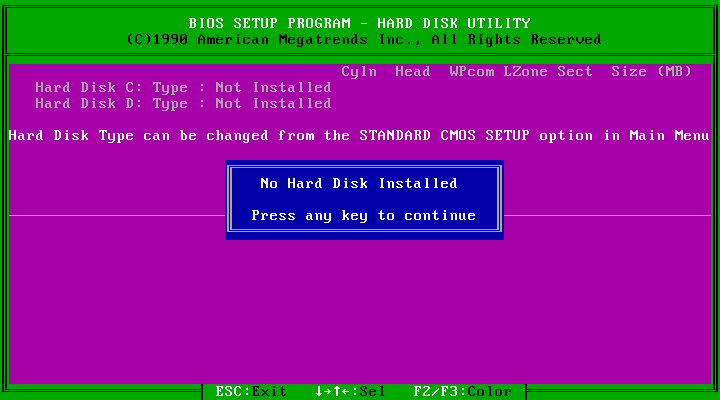 BIOS SETUP PROGRAM - HARD DISK UTILITY
(C)1990 American Megatrends Inc., All Rights Reserved
Cyln Head WPcom LZone Sect Size (MB)
Hard Disk C: Type : Not Installed
Hard Disk D: Type : Not Installed
Hard Disk Type can be changed from the STANDARD CMOS SETUP option in Main Menu
No Hard Disk Installed
Press any key to continue
ESC:Exit ↓→↑←:Sel F2/F3:Color